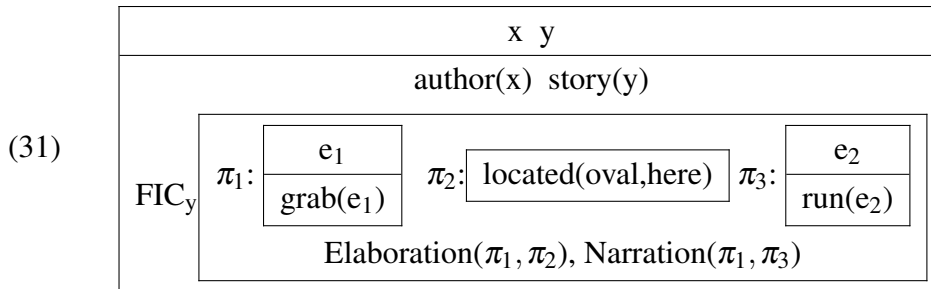 x y
author(x) story(y)
(31)
FIC_y
π₁: e₁ grab(e₁) π₂: located(oval,here) π₃: e₂ run(e₂)
Elaboration(π₁, π₂), Narration(π₁, π₃)